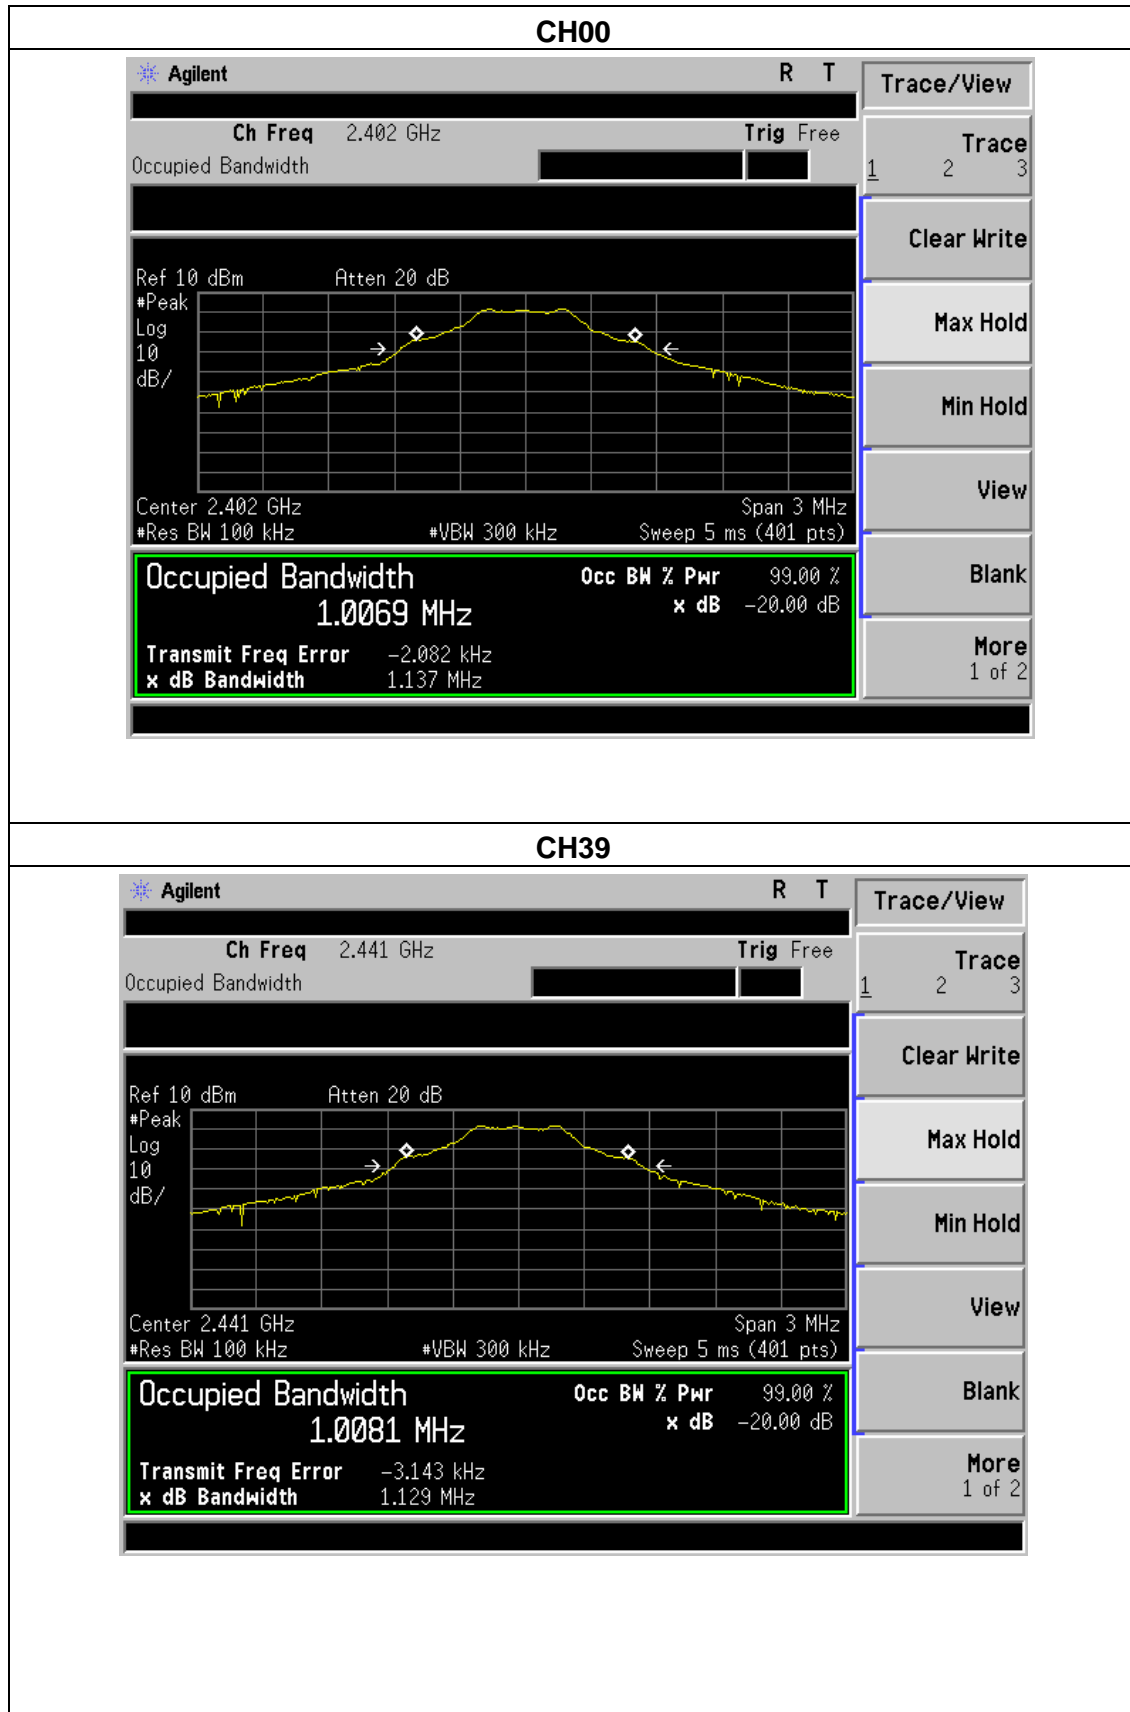 CH00
Agilent R T
Trace/View
Ch Freq 2.402 GHz Trig Free
Occupied Bandwidth
Trace
1 2 3
Clear Write
Max Hold
Min Hold
View
Blank
More
1 of 2
Ref 10 dBm Atten 20 dB
#Peak
Log
10
dB/
Center 2.402 GHz Span 3 MHz
#Res BW 100 kHz #VBW 300 kHz Sweep 5 ms (401 pts)
Occupied Bandwidth Occ BW % Pwr 99.00 %
1.0069 MHz x dB -20.00 dB
Transmit Freq Error -2.082 kHz
x dB Bandwidth 1.137 MHz
CH39
Agilent R T
Trace/View
Ch Freq 2.441 GHz Trig Free
Occupied Bandwidth
Trace
1 2 3
Clear Write
Max Hold
Min Hold
View
Blank
More
1 of 2
Ref 10 dBm Atten 20 dB
#Peak
Log
10
dB/
Center 2.441 GHz Span 3 MHz
#Res BW 100 kHz #VBW 300 kHz Sweep 5 ms (401 pts)
Occupied Bandwidth Occ BW % Pwr 99.00 %
1.0081 MHz x dB -20.00 dB
Transmit Freq Error -3.143 kHz
x dB Bandwidth 1.129 MHz